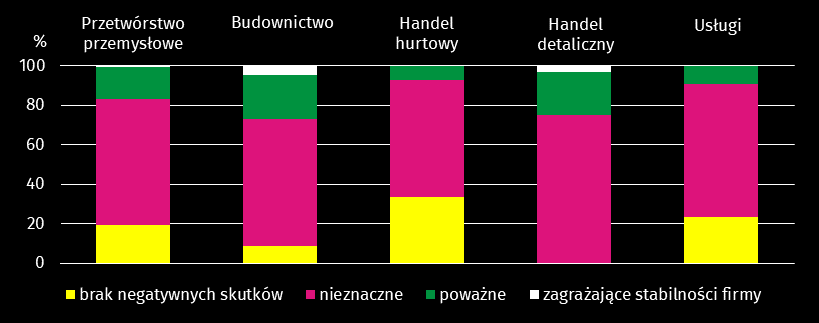 Przetwórstwo
przemysłowe
Budownictwo
Handel
hurtowy
Handel
detaliczny
Usługi
%
100
80
60
40
20
0
brak negatywnych skutków
nieznaczne
poważne
zagrażające stabilności firmy